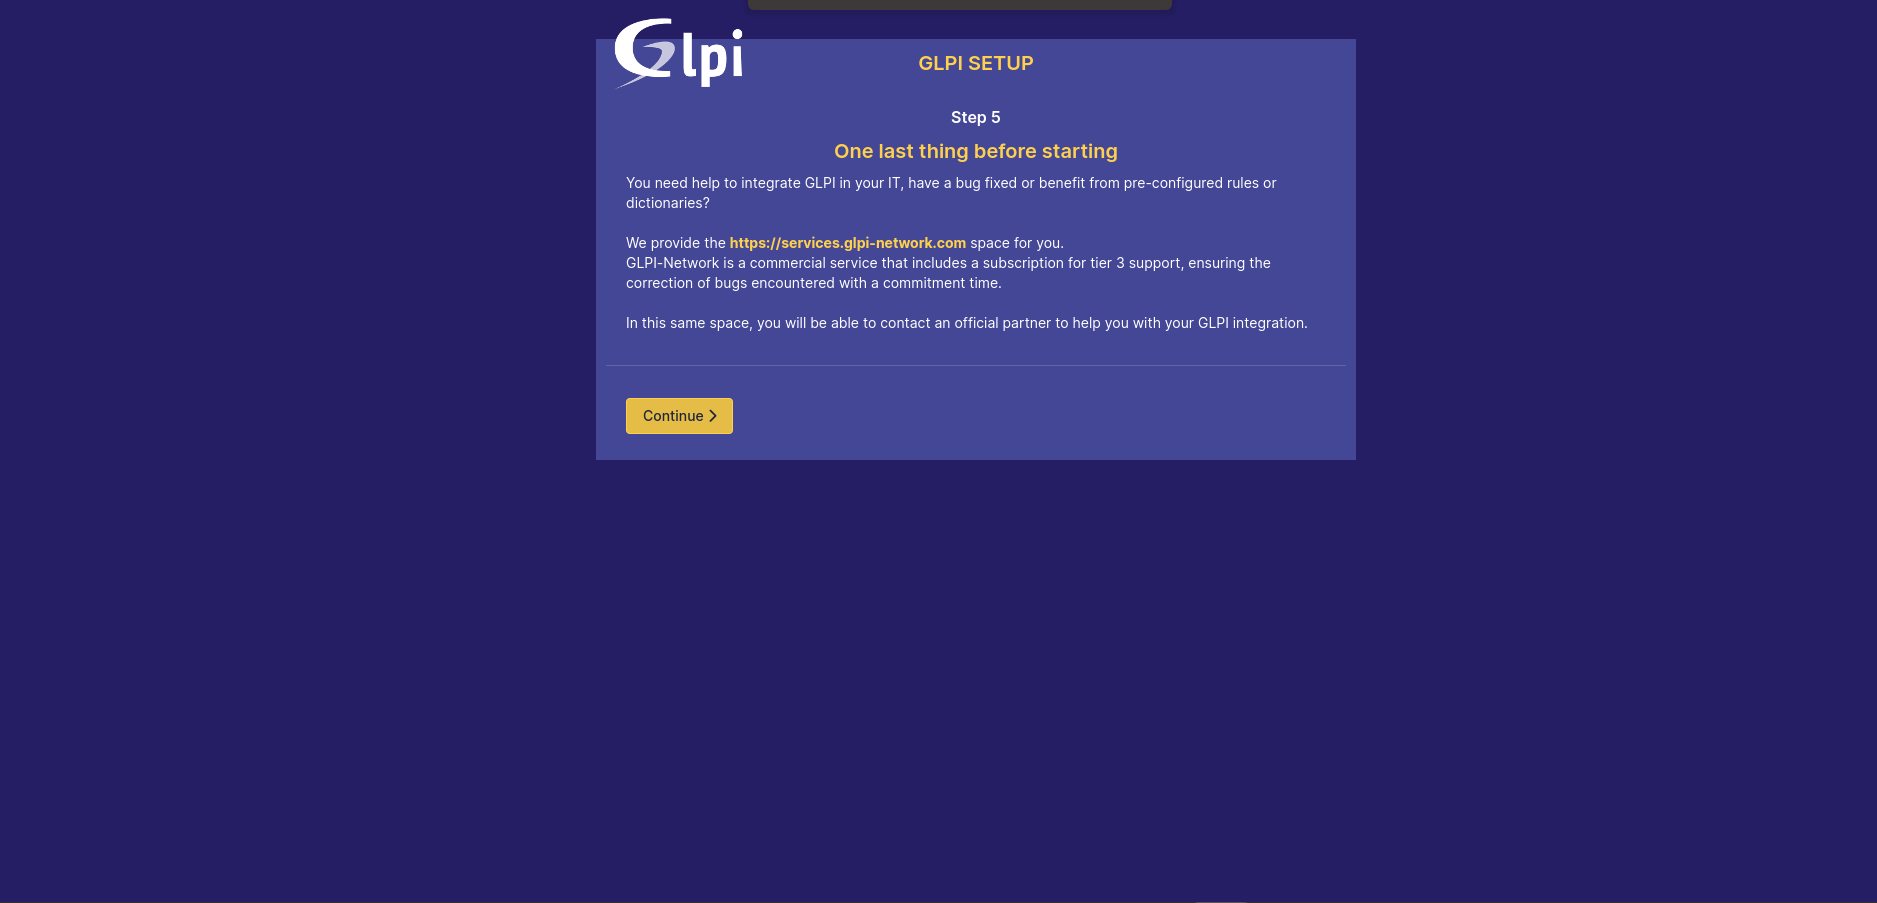 Glpi
GLPI SETUP
Step 5
One last thing before starting
You need help to integrate GLPI in your IT, have a bug fixed or benefit from pre-configured rules or
dictionaries?
We provide the https://services.glpi-network.com space for you.
GLPI-Network is a commercial service that includes a subscription for tier 3 support, ensuring the
correction of bugs encountered with a commitment time.
In this same space, you will be able to contact an official partner to help you with your GLPI integration.
Continue